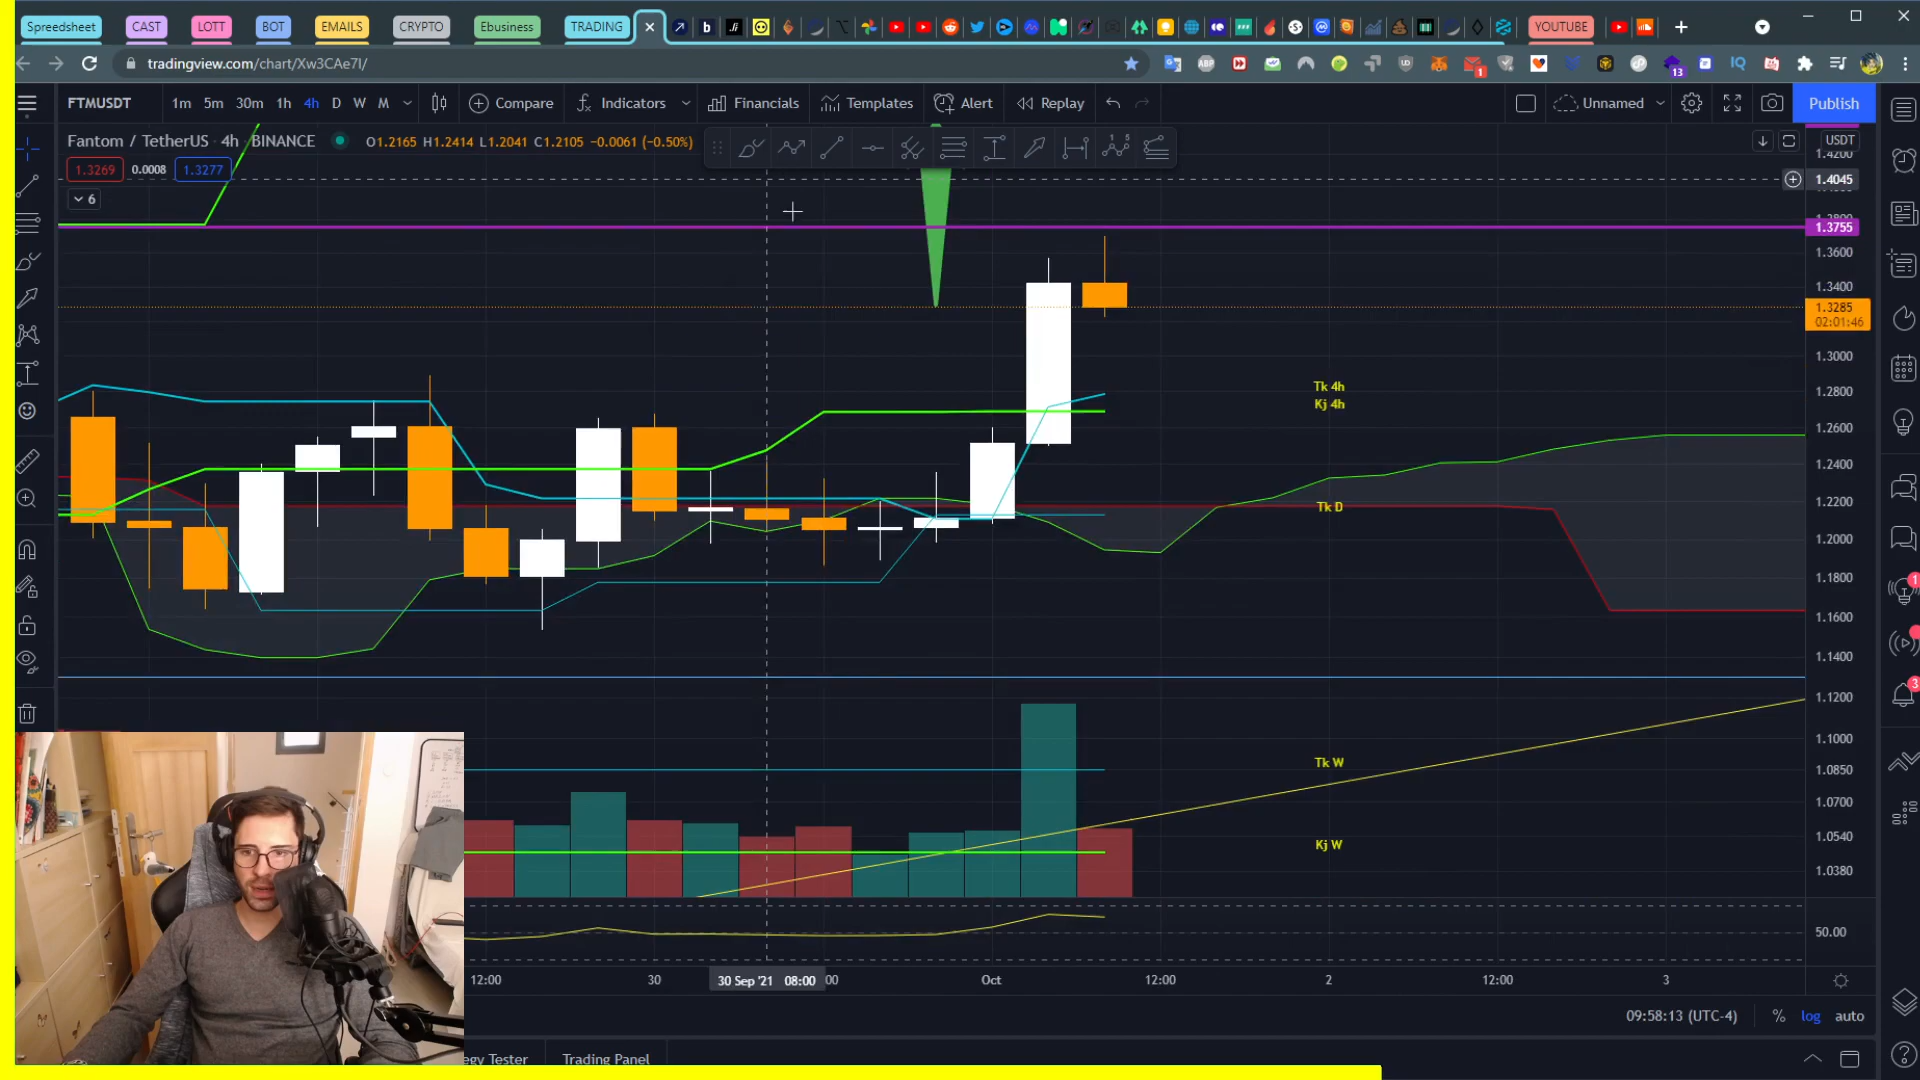 Spreedsheet CAST LOTT BOT EMAILS CRYPTO Ebusiness TRADING YOUTUBE
tradingview.com/chart/Xw3CAe7I/
FTMUSDT 1m 5m 30m 1h 4h D W M Compare Indicators Financials Templates Alert Replay Unnamed Publish
Fantom / TetherUS · 4h · BINANCE O1.2165 H1.2414 L1.2041 C1.2105 −0.0061 (−0.50%)
USDT
1.4200
1.3269 0.0008 1.3277
1.4045
6
1.3755
1.3600
1.3400
1.3285
02:01:46
1.3000
Tk 4h
1.2800
Kj 4h
1.2600
1.2400
1.2200
Tk D
1.2000
1.1800
1.1600
1.1400
1.1200
1.1000
Tk W
1.0850
1.0700
1.0540
Kj W
1.0380
50.00
12:00 30 30 Sep '21 08:00 :00 Oct 12:00 2 12:00 3
09:58:13 (UTC-4) % log auto
egy Tester Trading Panel